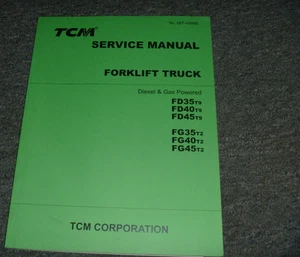 TCM
SERVICE MANUAL
FORKLIFT TRUCK
Diesel & Gas Powered
FD35T9
FD40T9
FD45T9
FG35T2
FG40T2
FG45T2
TCM CORPORATION